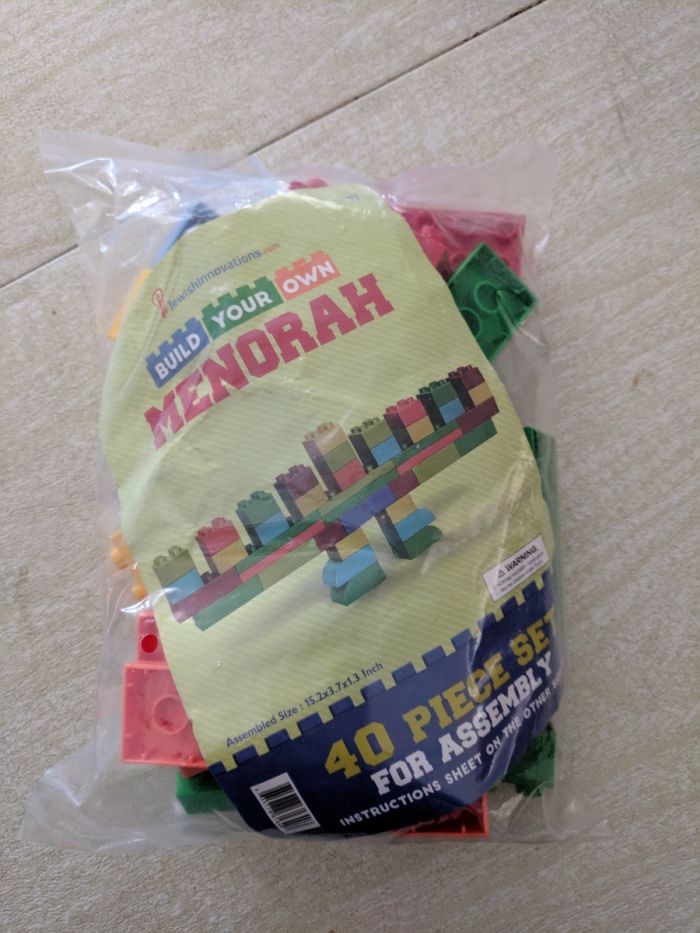 JewishInnovations.com
BUILD YOUR OWN
MENORAH
WARNING:
Assembled Size : 15.2x3.7x1.3 Inch
40 PIECE SET
FOR ASSEMBLY
INSTRUCTIONS SHEET ON THE OTHER